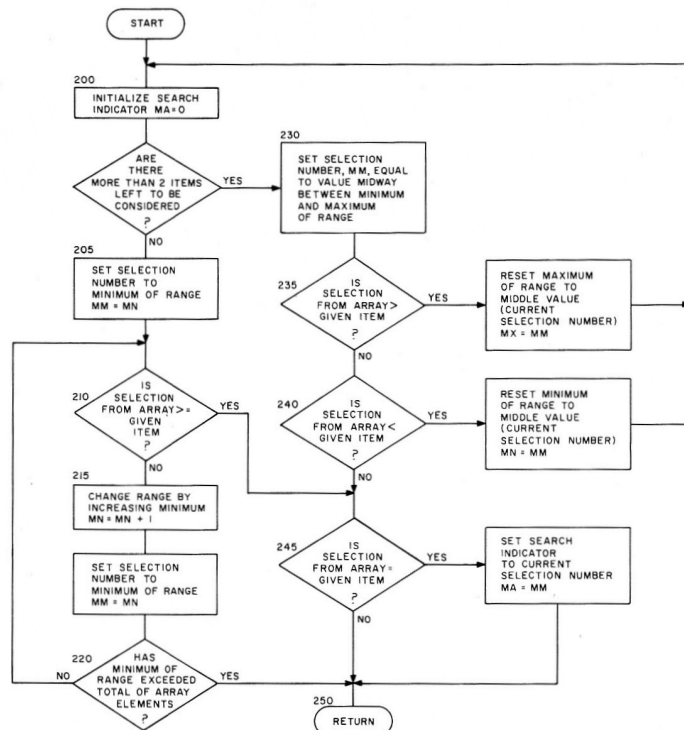 START
200
INITIALIZE SEARCH
INDICATOR MA=0
ARE
THERE
MORE THAN 2 ITEMS
LEFT TO BE
CONSIDERED
?
YES
NO
230
SET SELECTION
NUMBER, MM, EQUAL
TO VALUE MIDWAY
BETWEEN MINIMUM
AND MAXIMUM
OF RANGE
205
SET SELECTION
NUMBER TO
MINIMUM OF RANGE
MM = MN
235
IS
SELECTION
FROM ARRAY>
GIVEN ITEM
?
YES
NO
RESET MAXIMUM
OF RANGE TO
MIDDLE VALUE
(CURRENT
SELECTION NUMBER)
MX = MM
210
IS
SELECTION
FROM ARRAY>=
GIVEN
ITEM
?
YES
NO
240
IS
SELECTION
FROM ARRAY<
GIVEN ITEM
?
YES
NO
RESET MINIMUM
OF RANGE TO
MIDDLE VALUE
(CURRENT
SELECTION NUMBER)
MN = MM
215
CHANGE RANGE BY
INCREASING MINIMUM
MN = MN + 1
SET SELECTION
NUMBER TO
MINIMUM OF RANGE
MM = MN
245
IS
SELECTION
FROM ARRAY=
GIVEN ITEM
?
YES
NO
SET SEARCH
INDICATOR
TO CURRENT
SELECTION NUMBER
MA = MM
220
HAS
MINIMUM OF
RANGE EXCEEDED
TOTAL OF ARRAY
ELEMENTS
?
NO
YES
250
RETURN